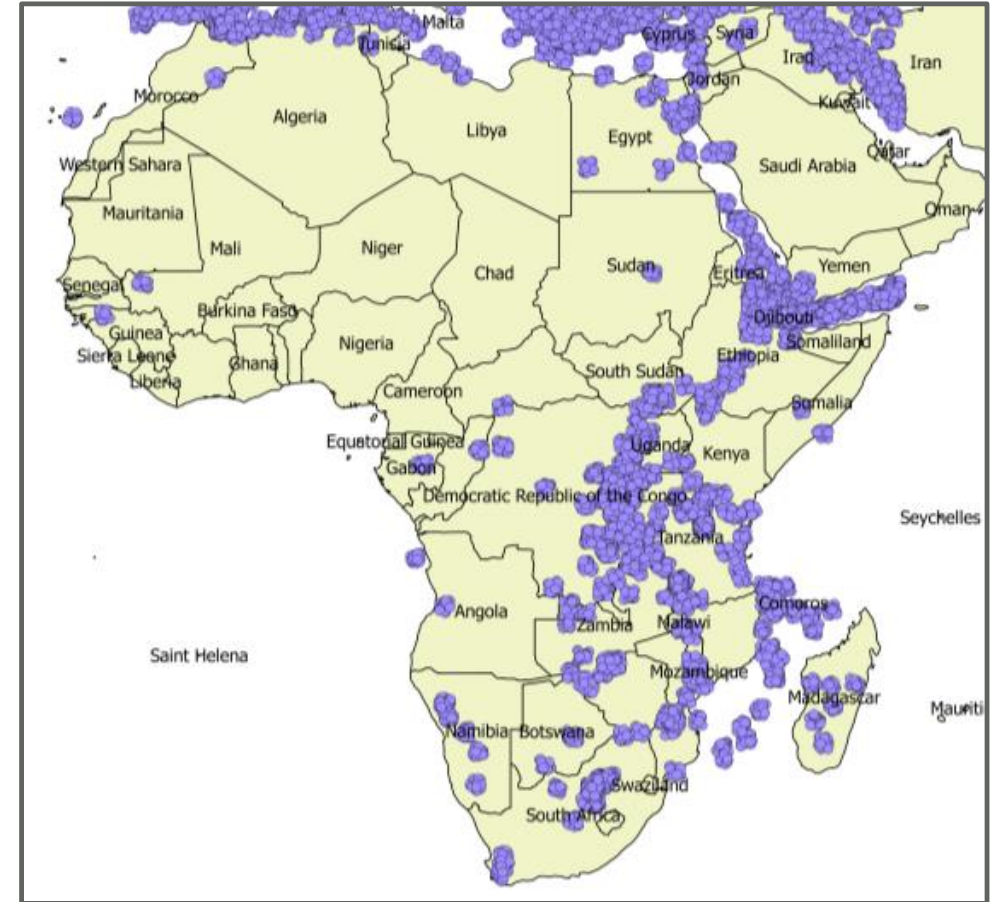 Malta
Tunisia
Cyprus
Syria
Iraq
Iran
Jordan
Morocco
Algeria
Libya
Egypt
Kuwait
Western Sahara
Saudi Arabia
Qatar
Mauritania
Oman
Mali
Niger
Chad
Sudan
Eritrea
Yemen
Senegal
Burkina Faso
Djibouti
Guinea
Nigeria
Somaliland
Sierra Leone
Ghana
Ethiopia
Liberia
South Sudan
Cameroon
Somalia
Equatorial Guinea
Uganda
Kenya
Gabon
Democratic Republic of the Congo
Seychelles
Tanzania
Comoros
Angola
Zambia
Malawi
Saint Helena
Mozambique
Madagascar
Mauriti
Namibia
Botswana
Swaziland
South Africa